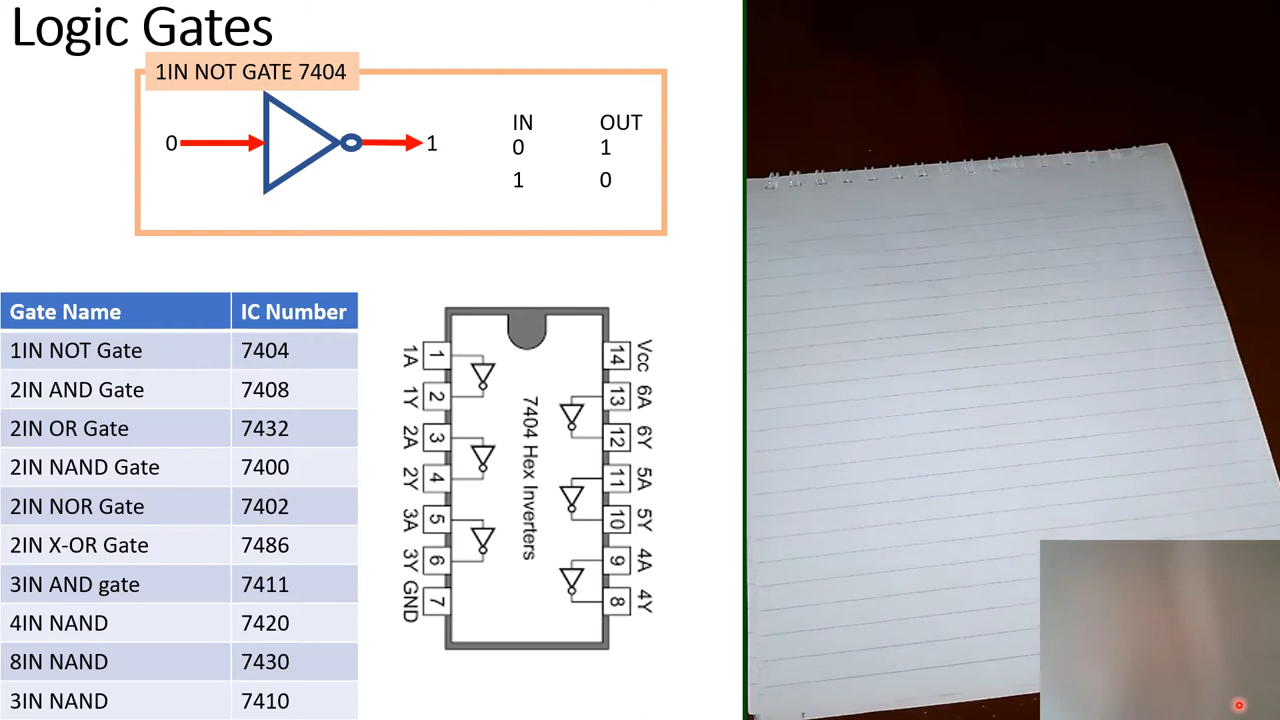 Logic Gates
1IN NOT GATE 7404
0 1
IN OUT
0 1
1 0
Gate Name IC Number
1IN NOT Gate 7404
2IN AND Gate 7408
2IN OR Gate 7432
2IN NAND Gate 7400
2IN NOR Gate 7402
2IN X-OR Gate 7486
3IN AND gate 7411
4IN NAND 7420
8IN NAND 7430
3IN NAND 7410
1A 1 14 Vcc
1Y 2 13 6A
2A 3 12 6Y
2Y 4 11 5A
3A 5 10 5Y
3Y 6 9 4A
GND 7 8 4Y
7404 Hex Inverters